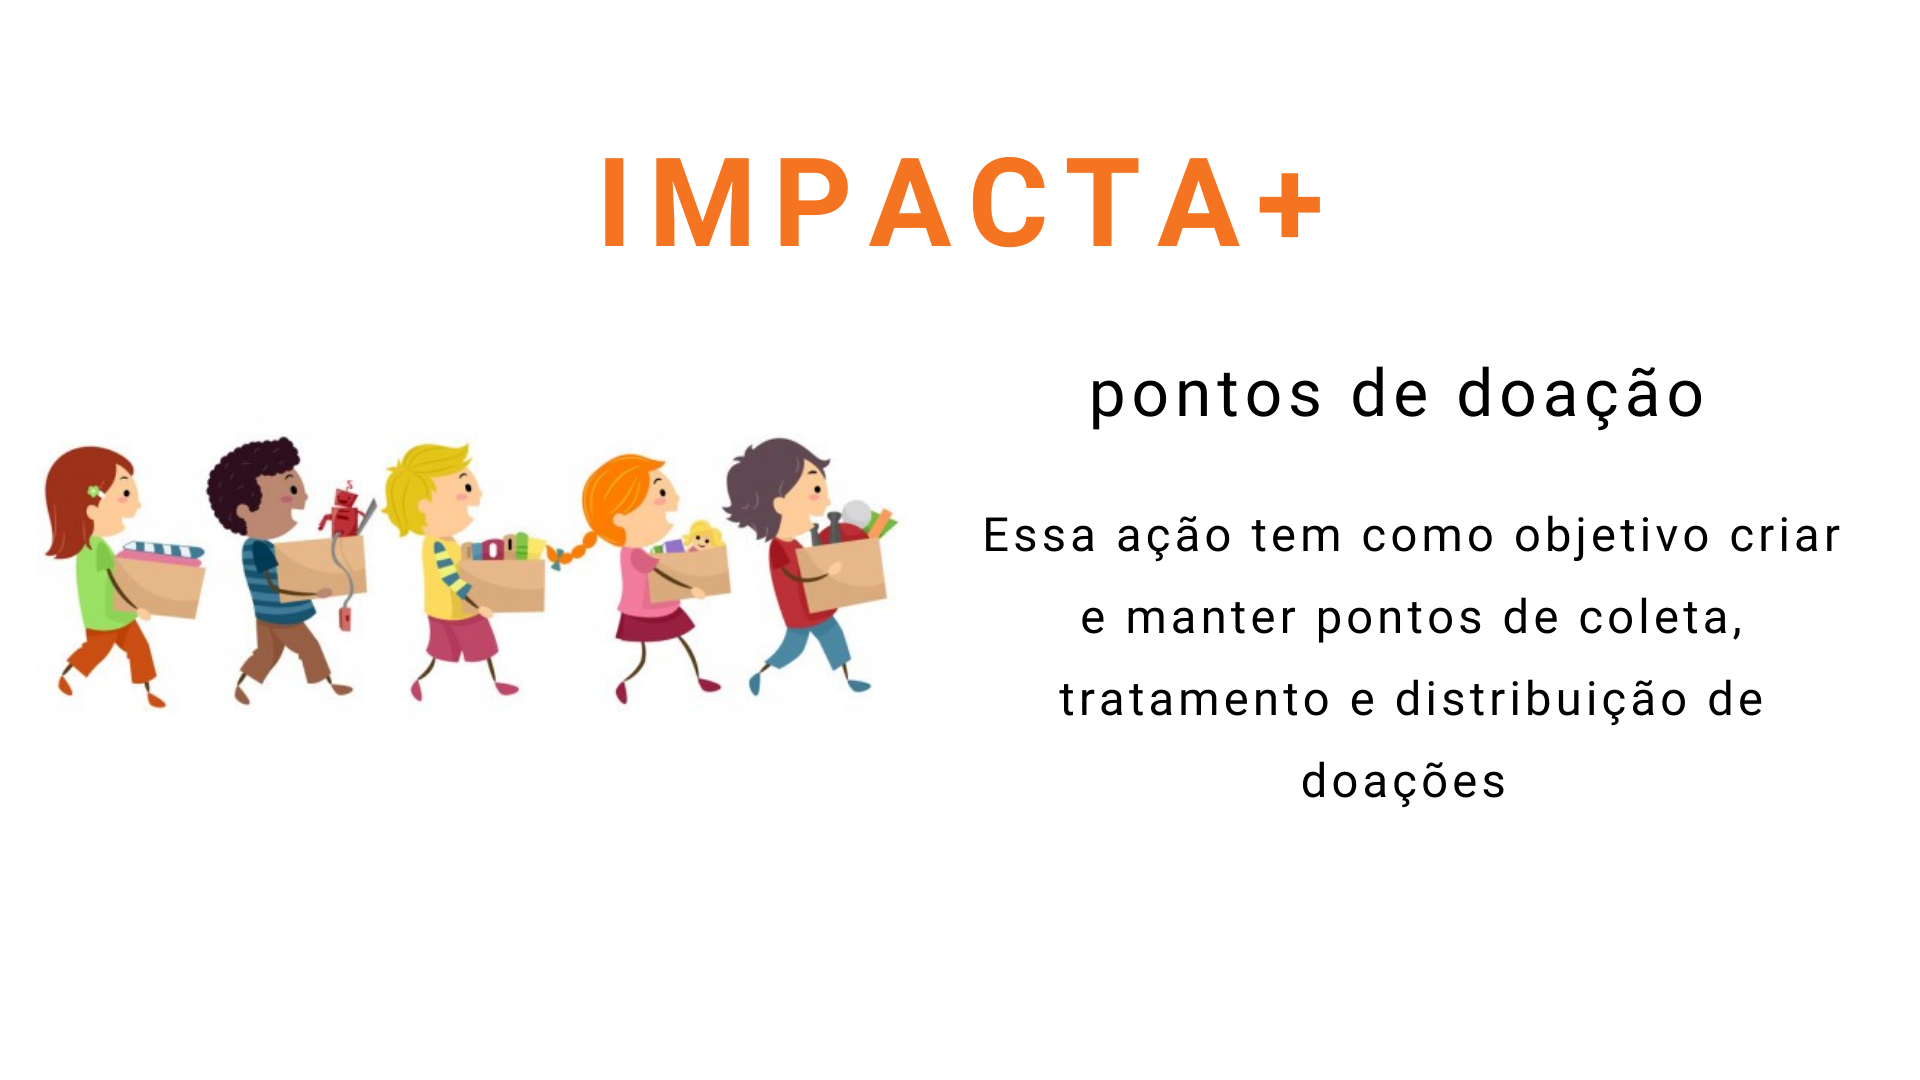 IMPACTA+
pontos de doação
Essa ação tem como objetivo criar
e manter pontos de coleta,
tratamento e distribuição de
doações